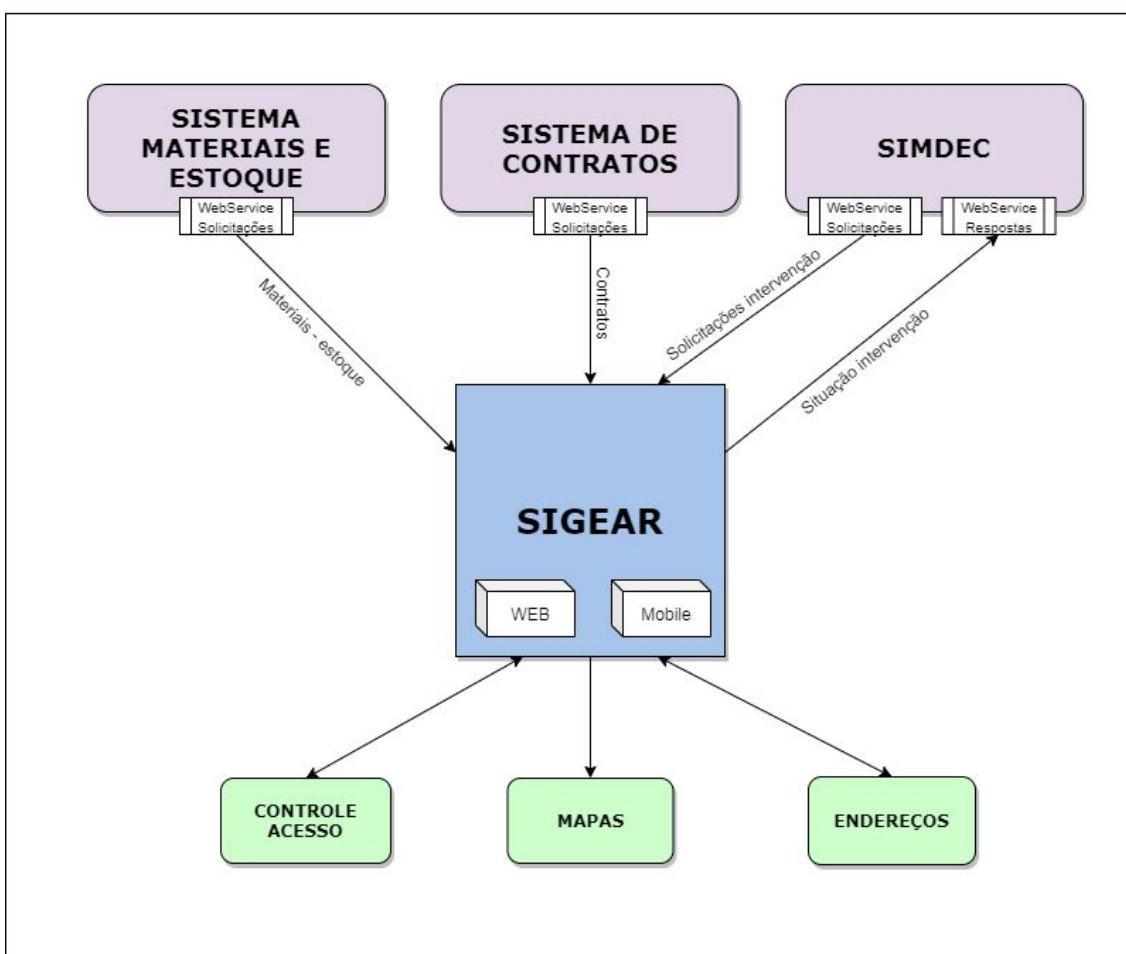 SISTEMA
MATERIAIS E
ESTOQUE
SISTEMA DE
CONTRATOS
SIMDEC
WebService
Solicitações
WebService
Solicitações
WebService
Solicitações
WebService
Respostas
Materiais - estoque
Contratos
Solicitações intervenção
Situação intervenção
SIGEAR
WEB
Mobile
CONTROLE
ACESSO
MAPAS
ENDEREÇOS